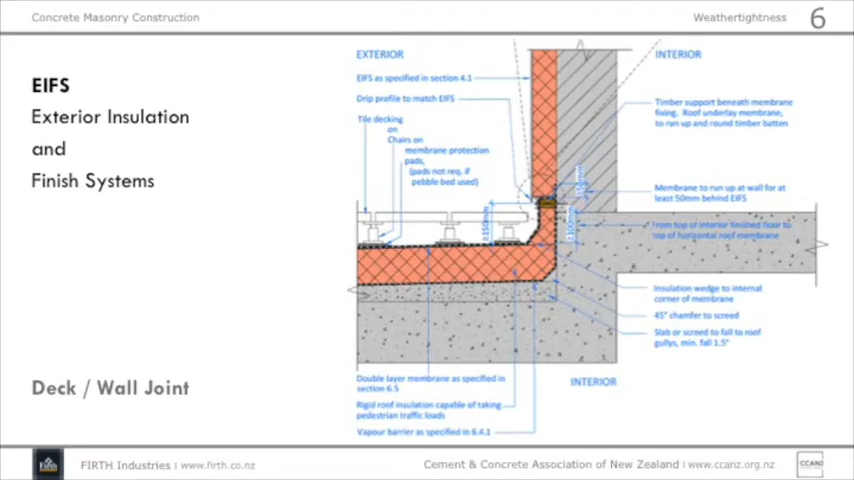 Concrete Masonry Construction
Weathertightness
6
EIFS
Exterior Insulation
and
Finish Systems
Deck / Wall Joint
EXTERIOR
INTERIOR
EIFS as specified in section 4.1
Drip profile to match EIFS
Tile decking
on
Chairs on
membrane protection
pads,
(pads not req. if
pebble bed used)
Timber support beneath membrane
fixing. Roof underlay membrane,
to run up and round timber batten
Membrane to run up at wall for at
least 50mm behind EIFS
From top of interior finished floor to
top of horizontal roof membrane
≥150mm
≥100mm
Insulation wedge to internal
corner of membrane
45° chamfer to screed
Slab or screed to fall to roof
gullys, min. fall 1.5°
Double layer membrane as specified in
section 6.5
Rigid roof insulation capable of taking
pedestrian traffic loads
Vapour barrier as specified in 6.4.1
INTERIOR
Firth
FIRTH Industries | www.firth.co.nz
Cement & Concrete Association of New Zealand | www.ccanz.org.nz
CCANZ